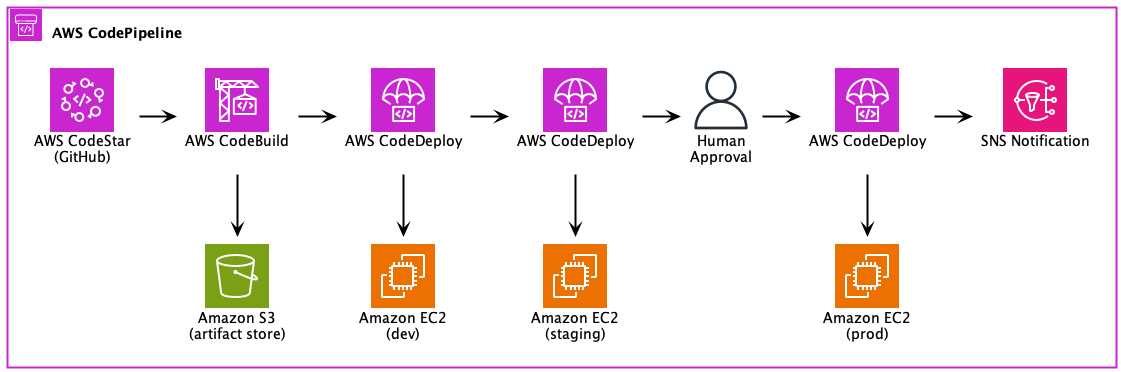 AWS CodePipeline
AWS CodeStar
(GitHub)
AWS CodeBuild
AWS CodeDeploy
AWS CodeDeploy
Human
Approval
AWS CodeDeploy
SNS Notification
Amazon S3
(artifact store)
Amazon EC2
(dev)
Amazon EC2
(staging)
Amazon EC2
(prod)